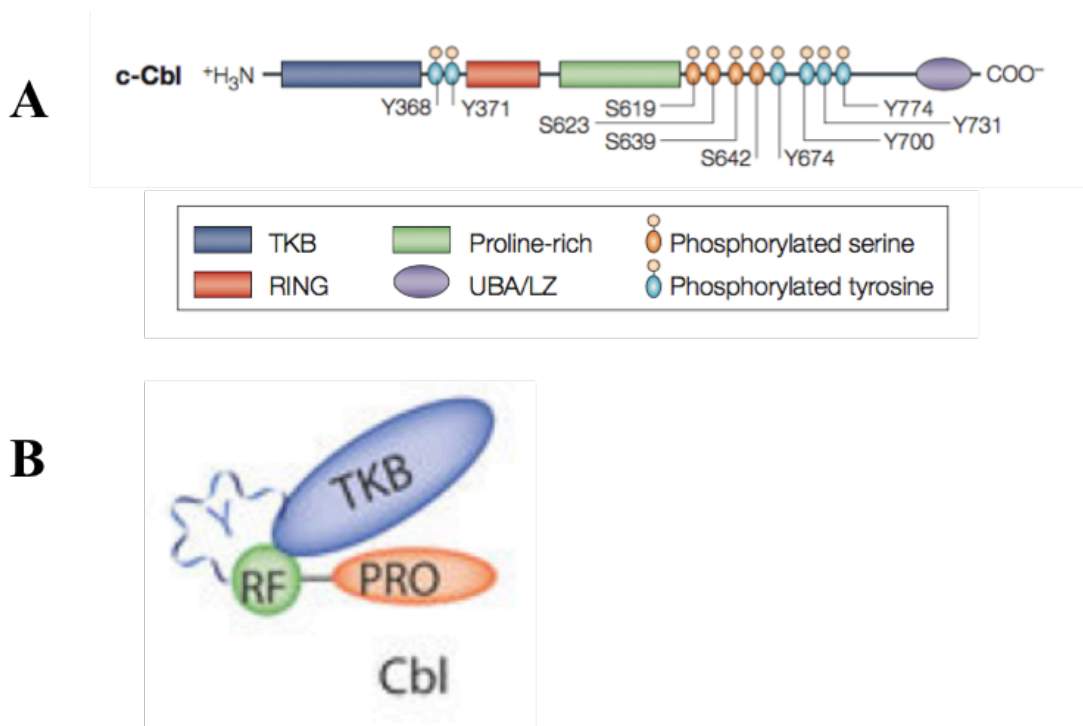 A
c-Cbl ⁺H₃N COO⁻
Y368 Y371 S619 Y774
S623 Y731
S639 Y700
S642 Y674
TKB Proline-rich Phosphorylated serine
RING UBA/LZ Phosphorylated tyrosine
B
TKB
Y
RF PRO
Cbl